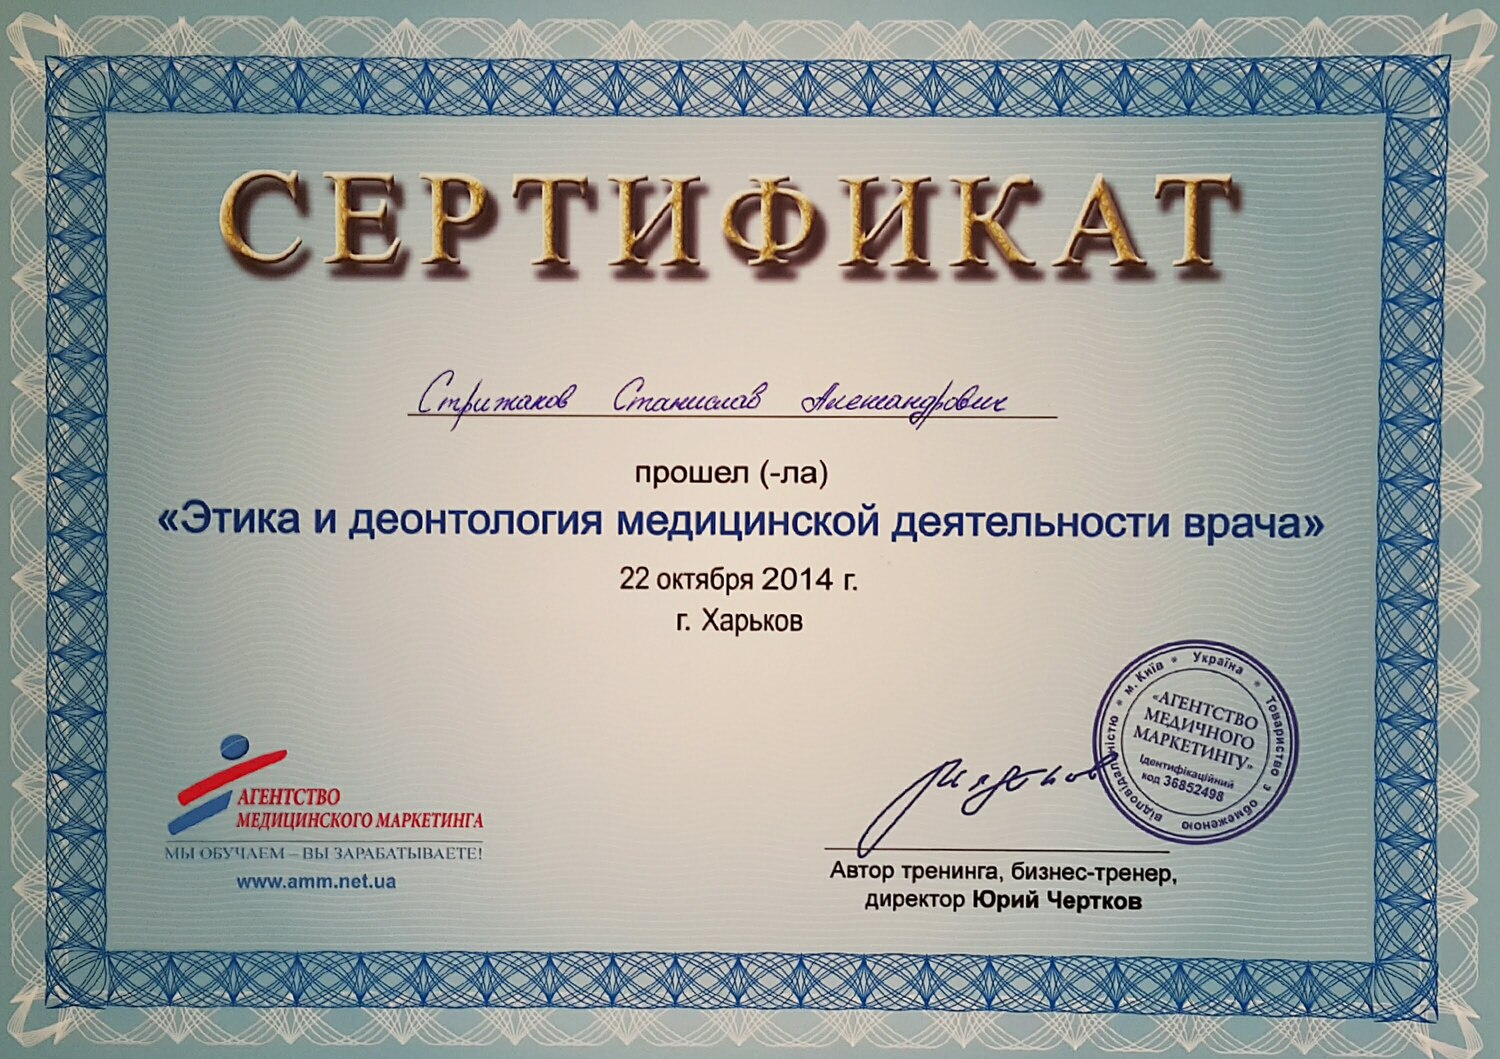 СЕРТИФИКАТ
Стрижаков Станислав Александрович
прошел (-ла)
«Этика и деонтология медицинской деятельности врача»
22 октября 2014 г.
г. Харьков
АГЕНТСТВО
МЕДИЦИНСКОГО МАРКЕТИНГА
МЫ ОБУЧАЕМ – ВЫ ЗАРАБАТЫВАЕТЕ!
www.amm.net.ua
м. Київ * Україна * Товариство з обмеженою відповідальністю *
«АГЕНТСТВО
МЕДИЧНОГО
МАРКЕТИНГУ»
Ідентифікаційний
код 36852498
Автор тренинга, бизнес-тренер,
директор Юрий Чертков